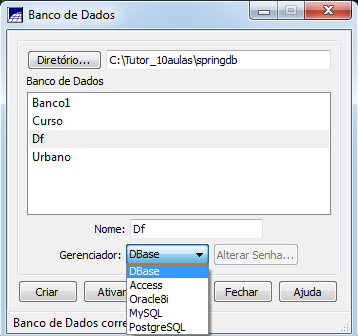 Banco de Dados
Diretório... C:\Tutor_10aulas\springdb
Banco de Dados
Banco1
Curso
Df
Urbano
Nome: Df
Gerenciador: DBase Alterar Senha...
DBase
Access
Oracle8i
MySQL
PostgreSQL
Criar Ativar Fechar Ajuda
Banco de Dados corre